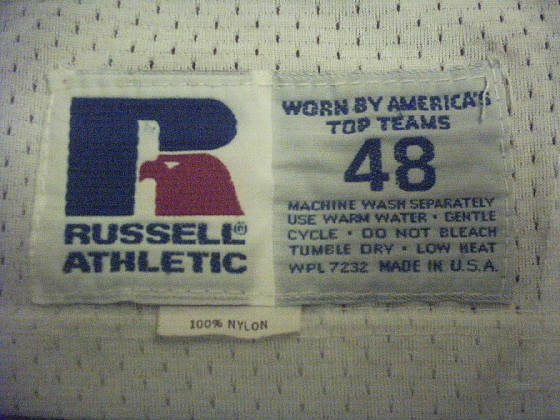 RUSSELL®
ATHLETIC
WORN BY AMERICA'S
TOP TEAMS
48
MACHINE WASH SEPARATELY
USE WARM WATER • GENTLE
CYCLE • DO NOT BLEACH
TUMBLE DRY • LOW HEAT
WPL 7232 MADE IN U.S.A.
100% NYLON